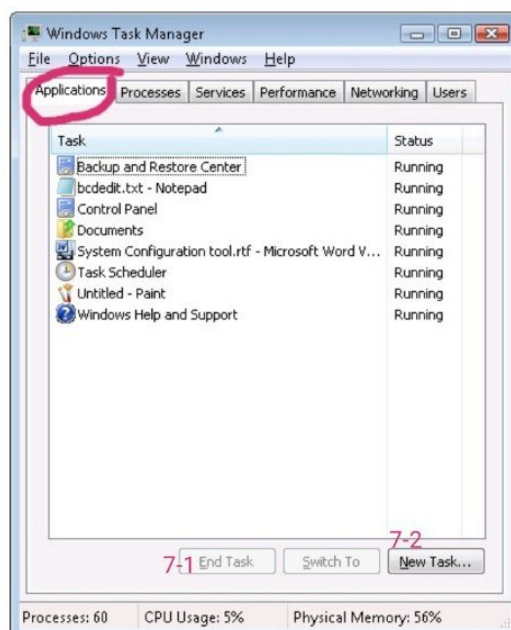 Windows Task Manager
File Options View Windows Help
Applications Processes Services Performance Networking Users
Task Status
Backup and Restore Center Running
bcdedit.txt - Notepad Running
Control Panel Running
Documents Running
System Configuration tool.rtf - Microsoft Word V... Running
Task Scheduler Running
Untitled - Paint Running
Windows Help and Support Running
7-2
7-1 End Task Switch To New Task...
Processes: 60 CPU Usage: 5% Physical Memory: 56%